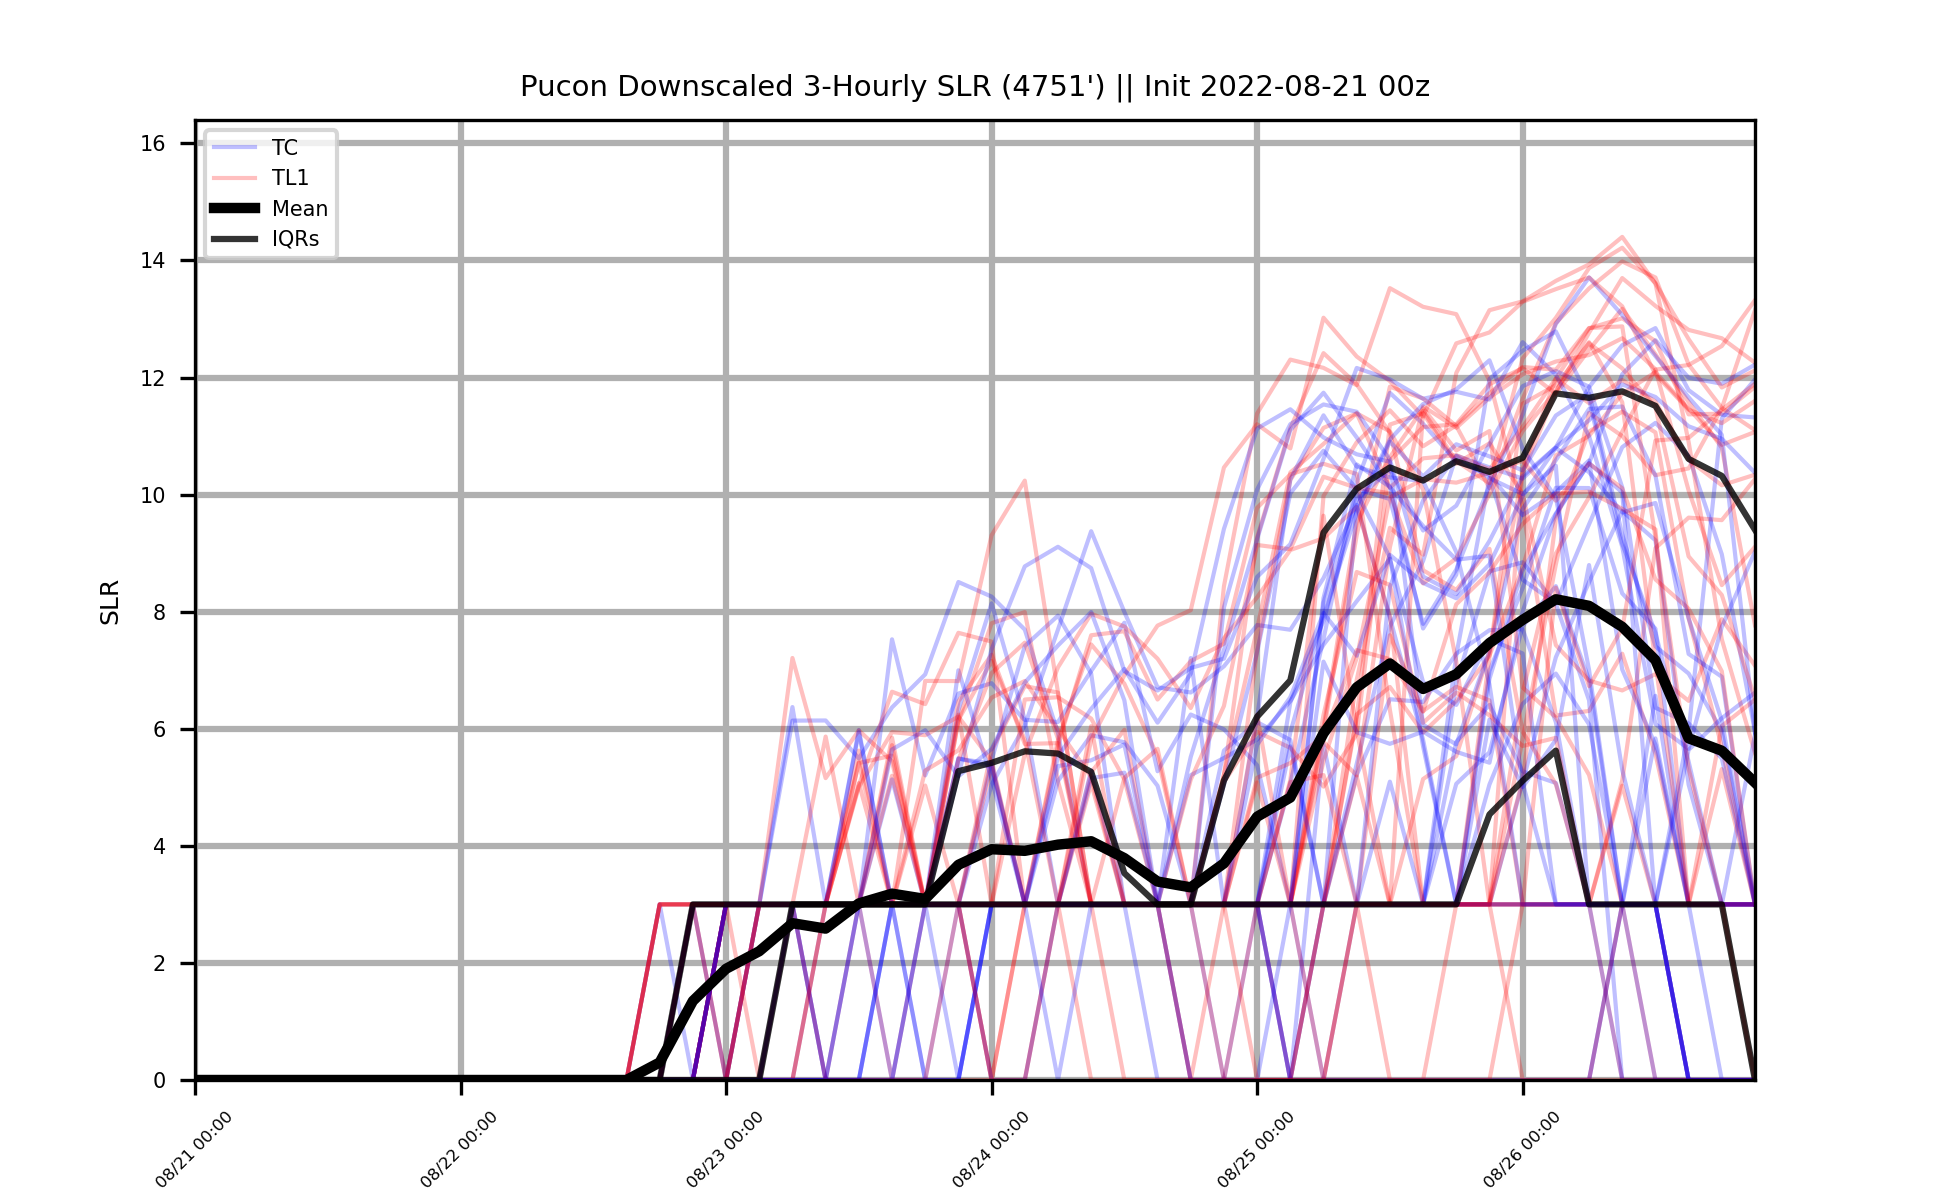 Pucon Downscaled 3-Hourly SLR (4751') || Init 2022-08-21 00z
TC
TL1
Mean
IQRs
SLR
16
14
12
10
8
6
4
2
0
08/21 00:00
08/22 00:00
08/23 00:00
08/24 00:00
08/25 00:00
08/26 00:00